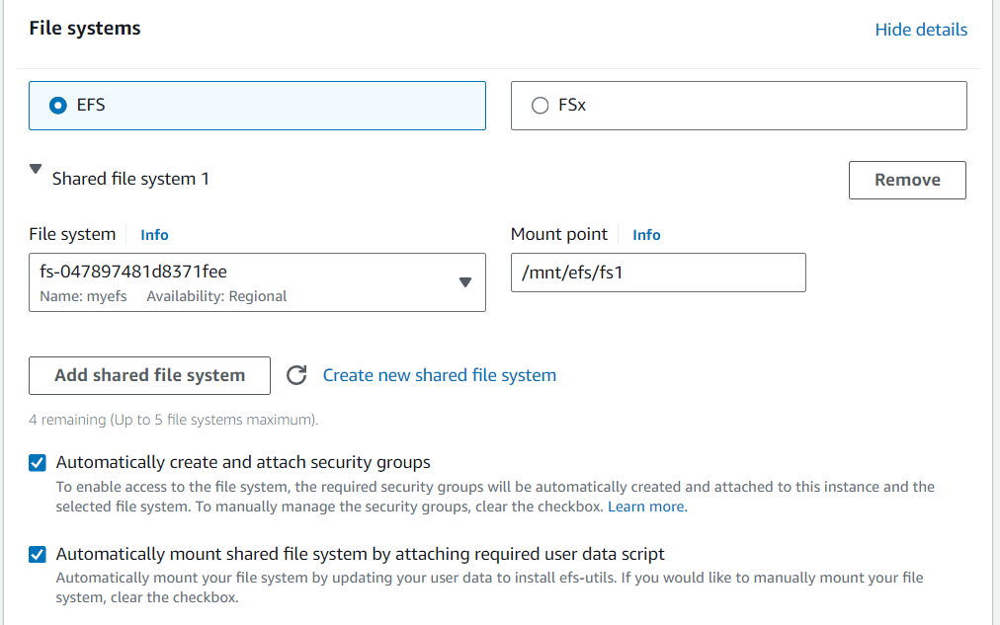 File systems
Hide details
EFS
FSx
Shared file system 1
Remove
File system
Info
Mount point
Info
fs-047897481d8371fee
Name: myefs Availability: Regional
/mnt/efs/fs1
Add shared file system
Create new shared file system
4 remaining (Up to 5 file systems maximum).
Automatically create and attach security groups
To enable access to the file system, the required security groups will be automatically created and attached to this instance and the
selected file system. To manually manage the security groups, clear the checkbox. Learn more.
Automatically mount shared file system by attaching required user data script
Automatically mount your file system by updating your user data to install efs-utils. If you would like to manually mount your file
system, clear the checkbox.